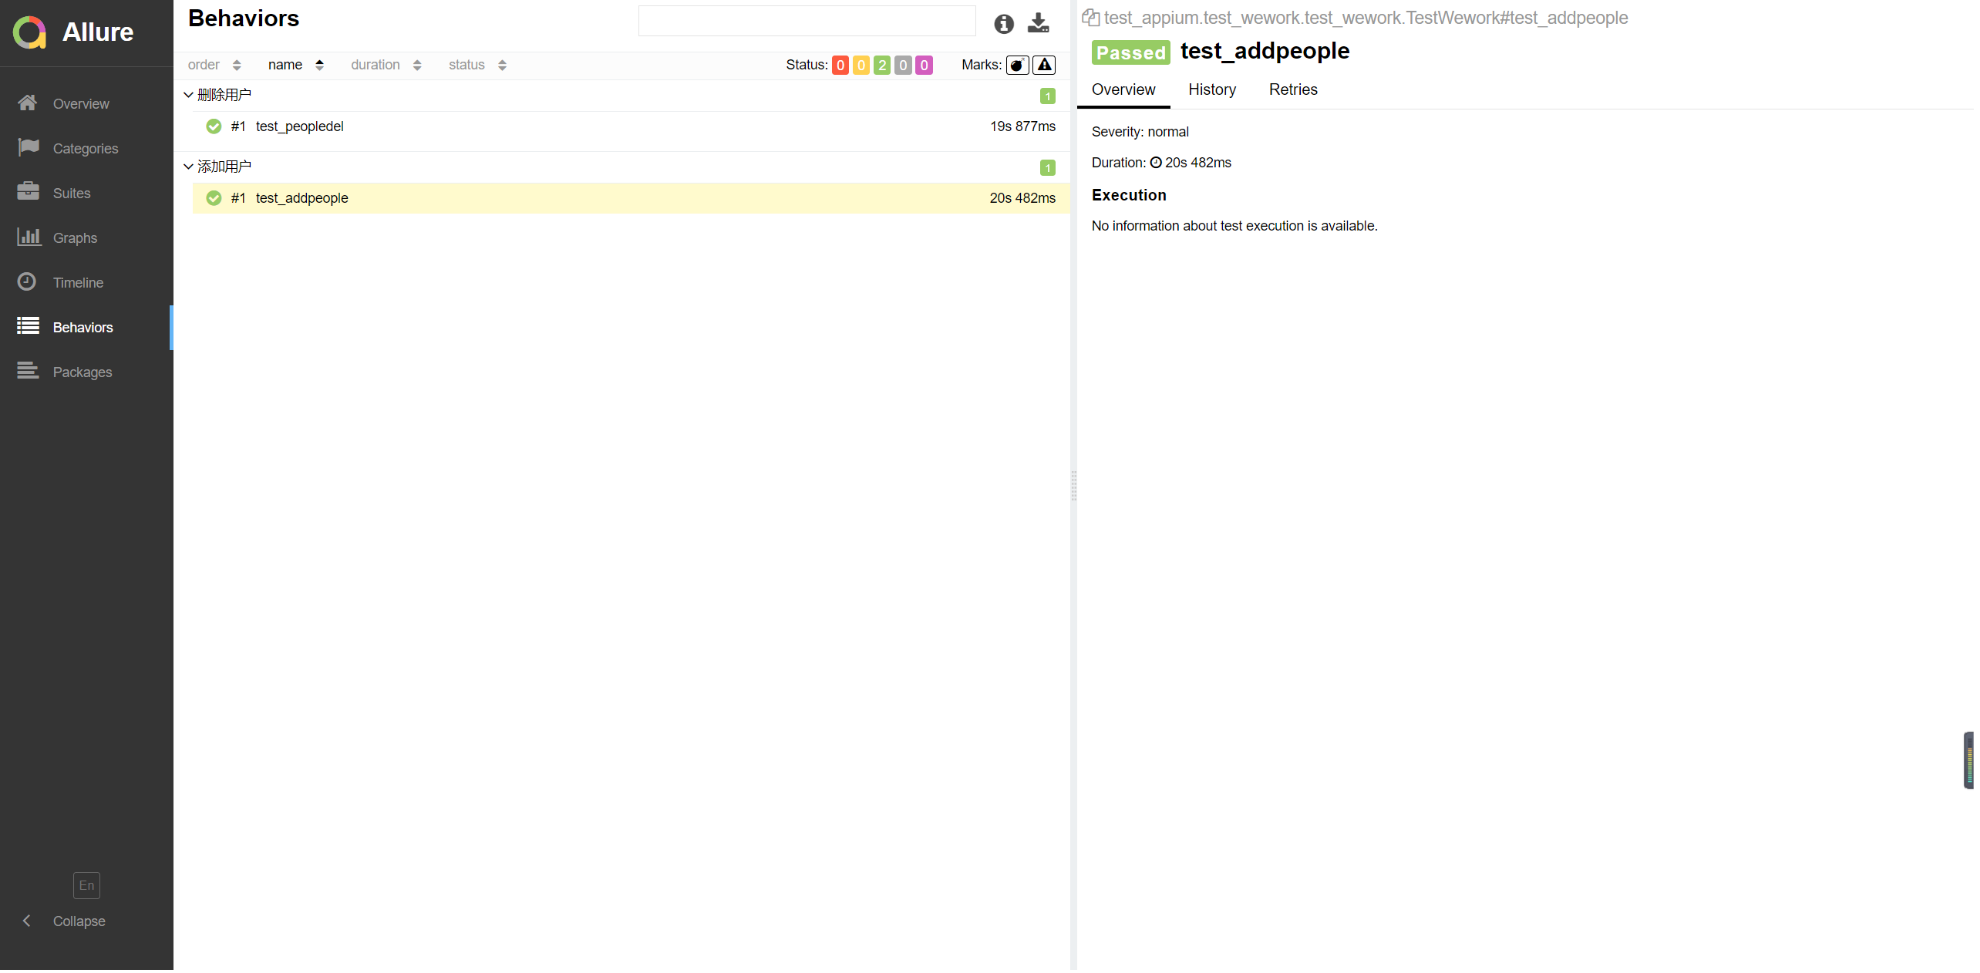 Allure
Overview
Categories
Suites
Graphs
Timeline
Behaviors
Packages
En
Collapse
Behaviors
order name duration status Status: 0 0 2 0 0 Marks:
删除用户 1
#1 test_peopledel 19s 877ms
添加用户 1
#1 test_addpeople 20s 482ms
test_appium.test_wework.test_wework.TestWework#test_addpeople
Passed test_addpeople
Overview History Retries
Severity: normal
Duration: 20s 482ms
Execution
No information about test execution is available.